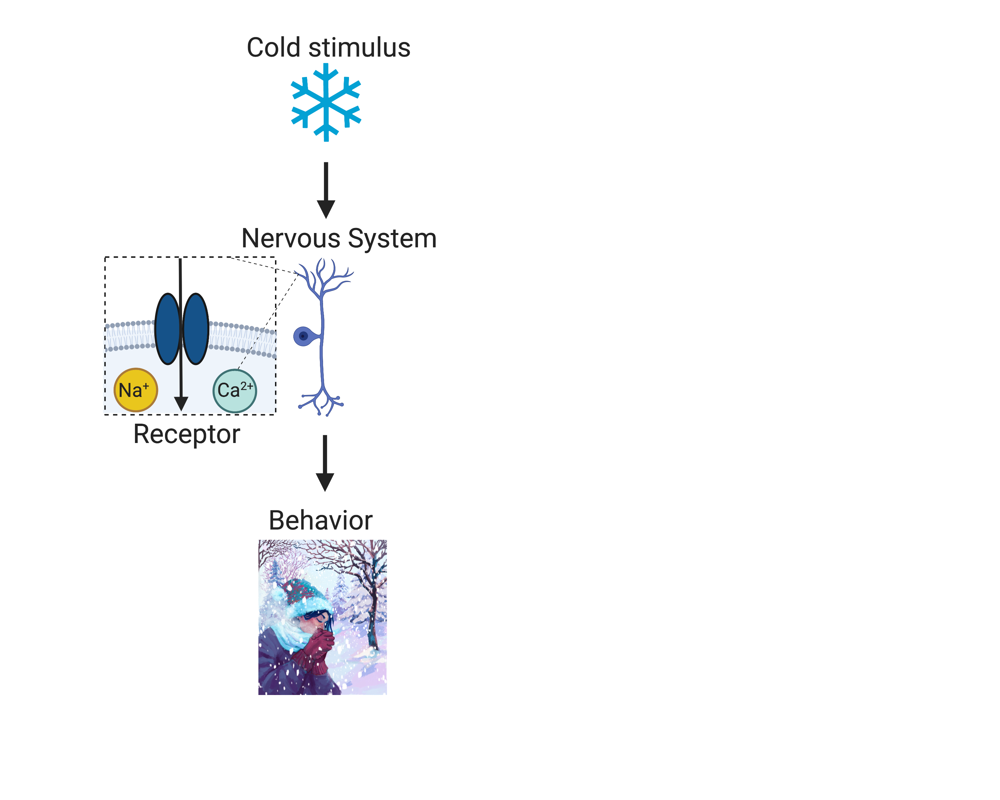 Cold stimulus
Nervous System
Na⁺
Ca²⁺
Receptor
Behavior